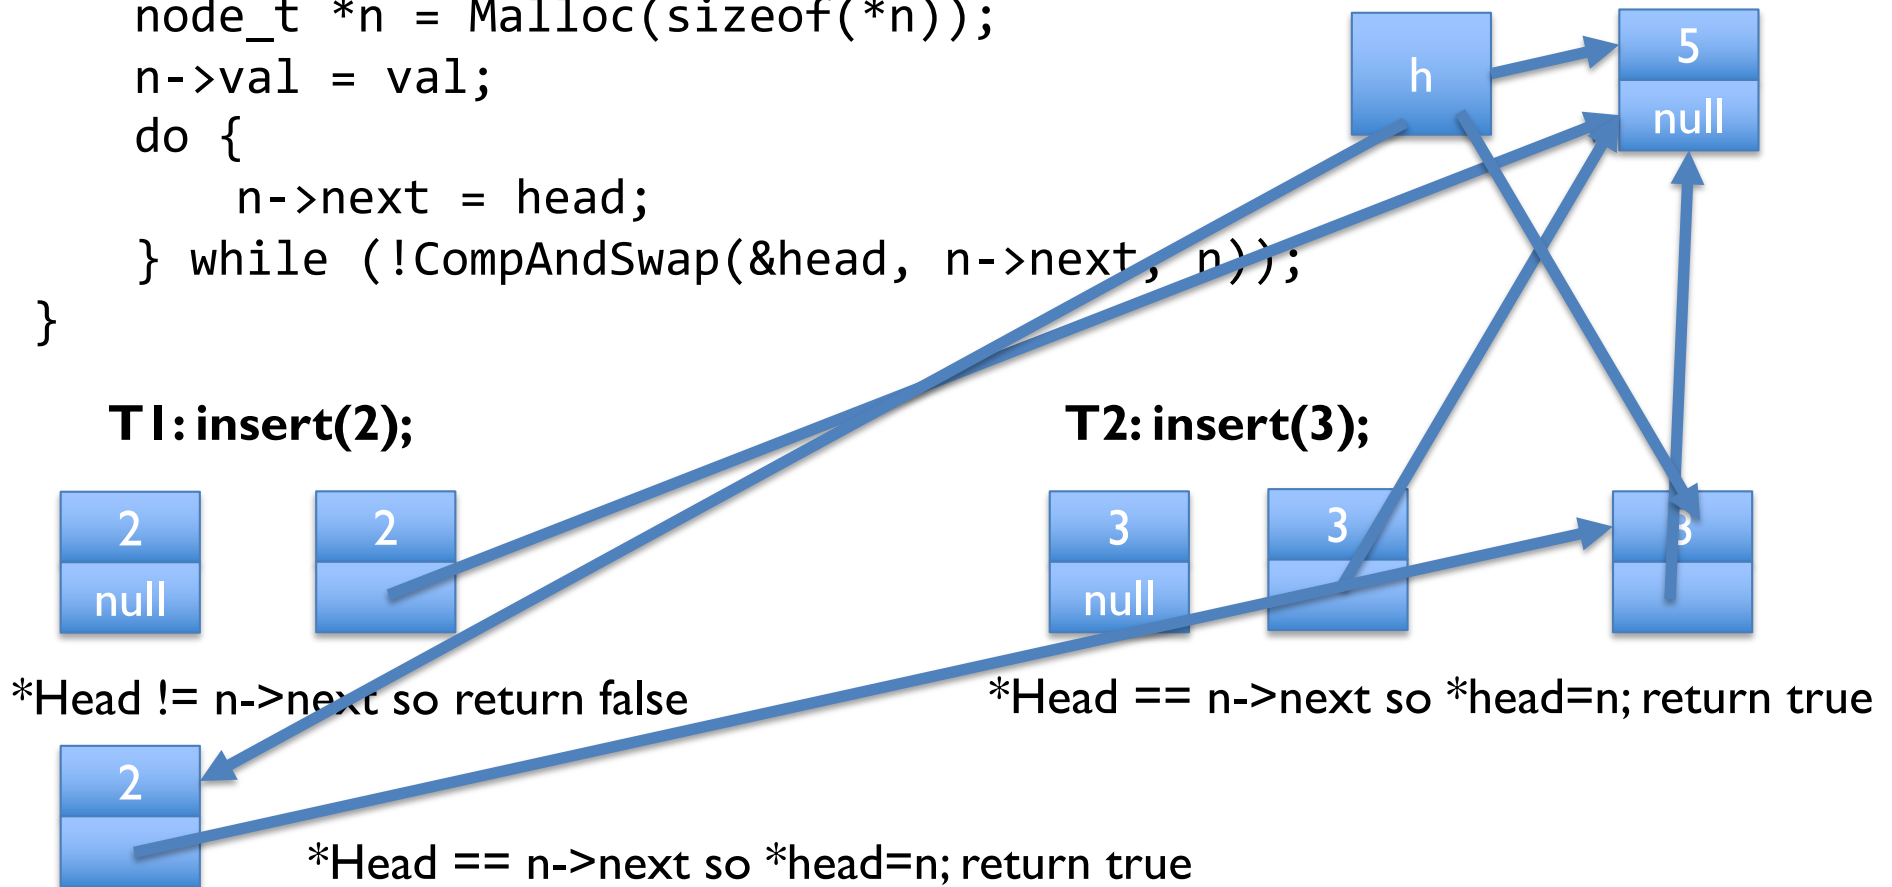 node_t *n = Malloc(sizeof(*n));
n->val = val;
do {
n->next = head;
} while (!CompAndSwap(&head, n->next, n));
}
h
5
null
T1: insert(2);
T2: insert(3);
2
null
2
3
null
3
3
*Head != n->next so return false
*Head == n->next so *head=n; return true
2
*Head == n->next so *head=n; return true